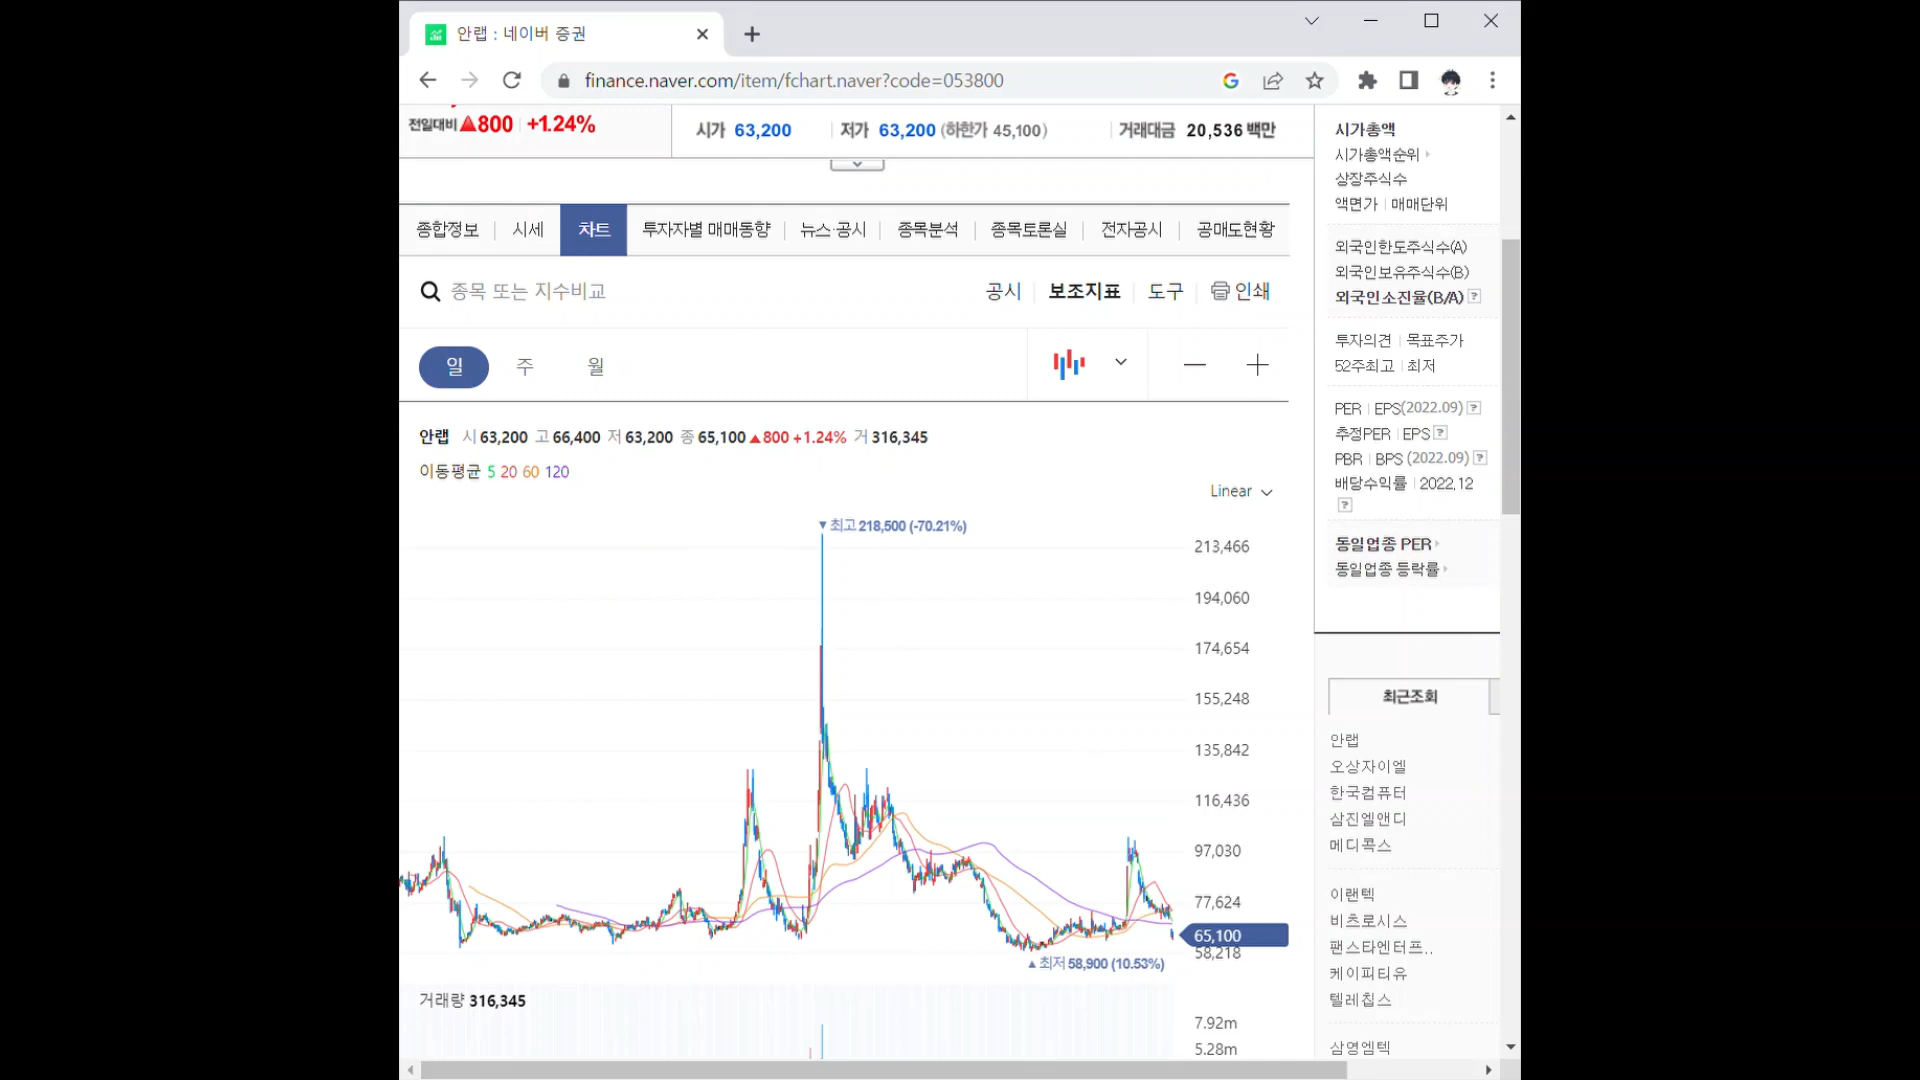 안랩 : 네이버 증권
finance.naver.com/item/fchart.naver?code=053800
전일대비 ▲800 +1.24%
시가 63,200 저가 63,200 (하한가 45,100) 거래대금 20,536 백만
종합정보 시세 차트 투자자별 매매동향 뉴스·공시 종목분석 종목토론실 전자공시 공매도현황
종목 또는 지수비교 공시 보조지표 도구 인쇄
일 주 월
안랩 시 63,200 고 66,400 저 63,200 종 65,100 ▲800 +1.24% 거 316,345
이동평균 5 20 60 120
Linear
▼최고 218,500 (-70.21%)
213,466
194,060
174,654
155,248
135,842
116,436
97,030
77,624
65,100
58,218
▲최저 58,900 (10.53%)
거래량 316,345
7.92m
5.28m
시가총액
시가총액순위
상장주식수
액면가 매매단위
외국인한도주식수(A)
외국인보유주식수(B)
외국인소진율(B/A) ?
투자의견 목표주가
52주최고 최저
PER EPS(2022.09) ?
추정PER EPS ?
PBR BPS (2022.09) ?
배당수익률 2022.12
?
동일업종 PER
동일업종 등락률
최근조회
안랩
오상자이엘
한국컴퓨터
삼진엘앤디
메디콕스
이랜텍
비츠로시스
팬스타엔터프..
케이피티유
텔레칩스
삼영엠텍